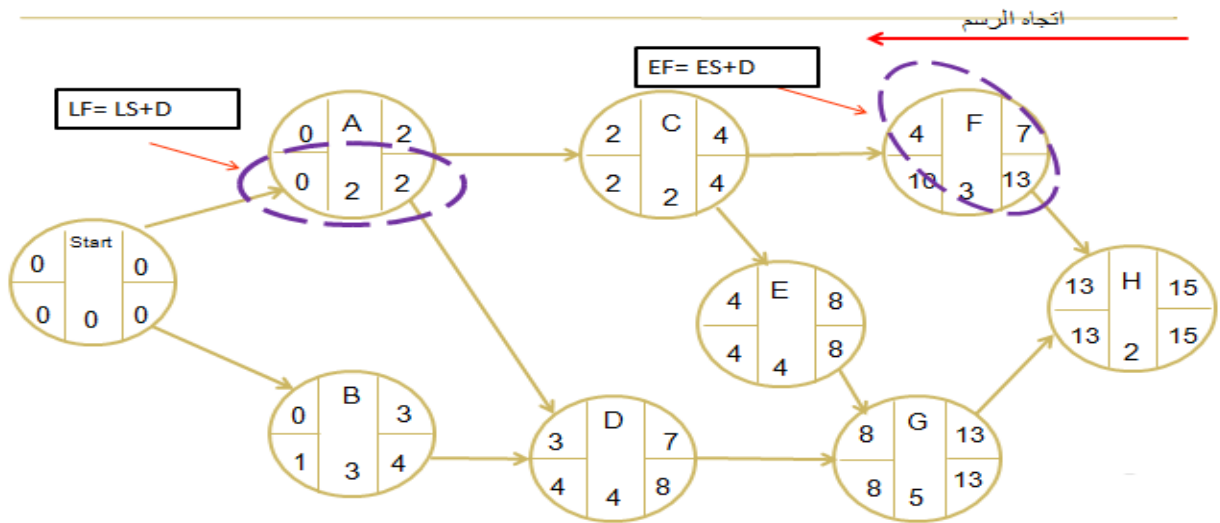 اتجاه الرسم
EF= ES+D
LF= LS+D
0 A 2
0 2 2
2 C 4
2 2 4
4 F 7
10 3 13
Start
0 0
0 0 0
4 E 8
4 4 8
13 H 15
13 2 15
0 B 3
1 3 4
3 D 7
4 4 8
8 G 13
8 5 13